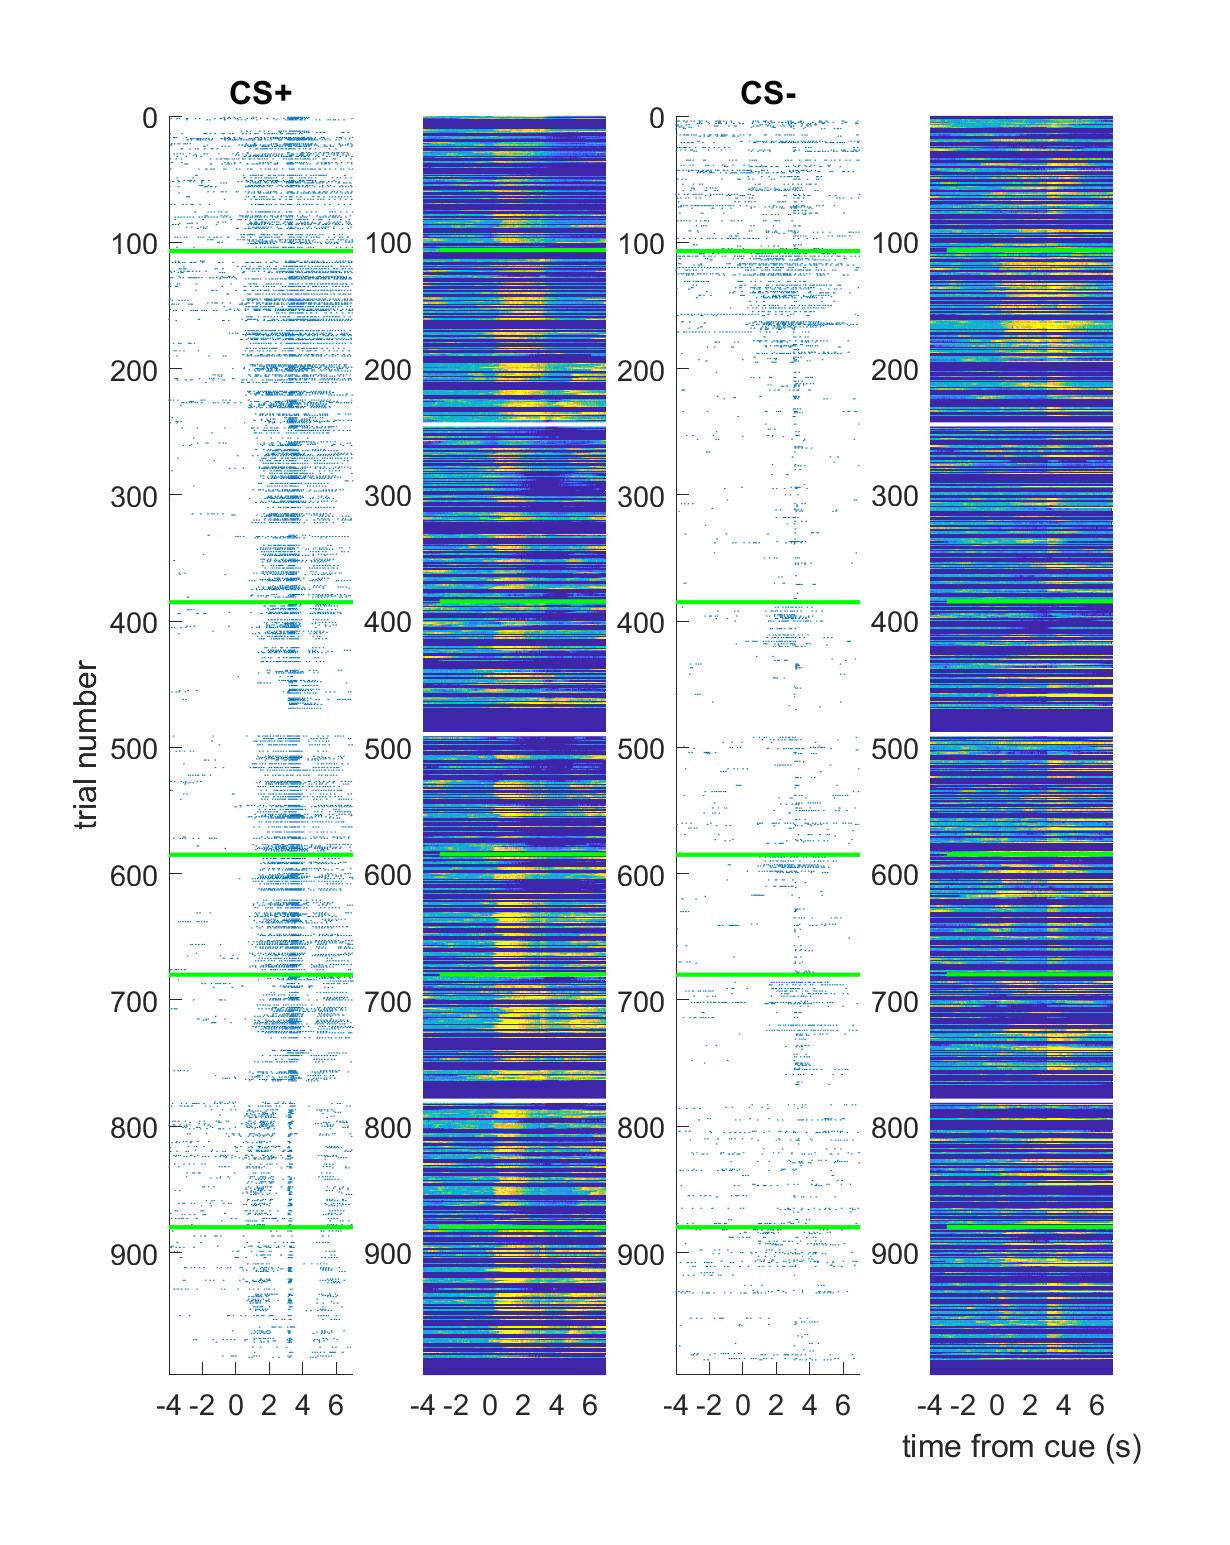 CS+ CS-
0 0
100 100 100 100
200 200 200 200
300 300 300 300
400 400 400 400
500 500 500 500
600 600 600 600
700 700 700 700
800 800 800 800
900 900 900 900
trial number
-4 -2 0 2 4 6 -4 -2 0 2 4 6 -4 -2 0 2 4 6 -4 -2 0 2 4 6
time from cue (s)